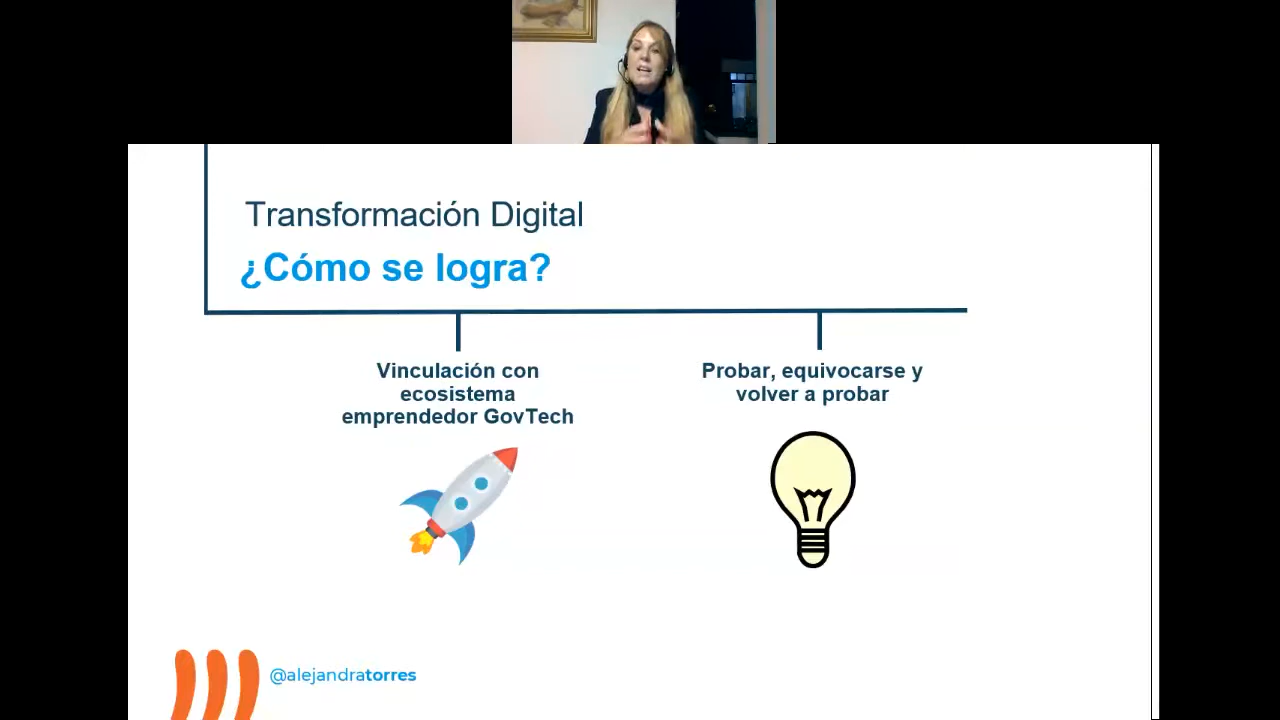 Transformación Digital
¿Cómo se logra?
Vinculación con
ecosistema
emprendedor GovTech
Probar, equivocarse y
volver a probar
@alejandratorres